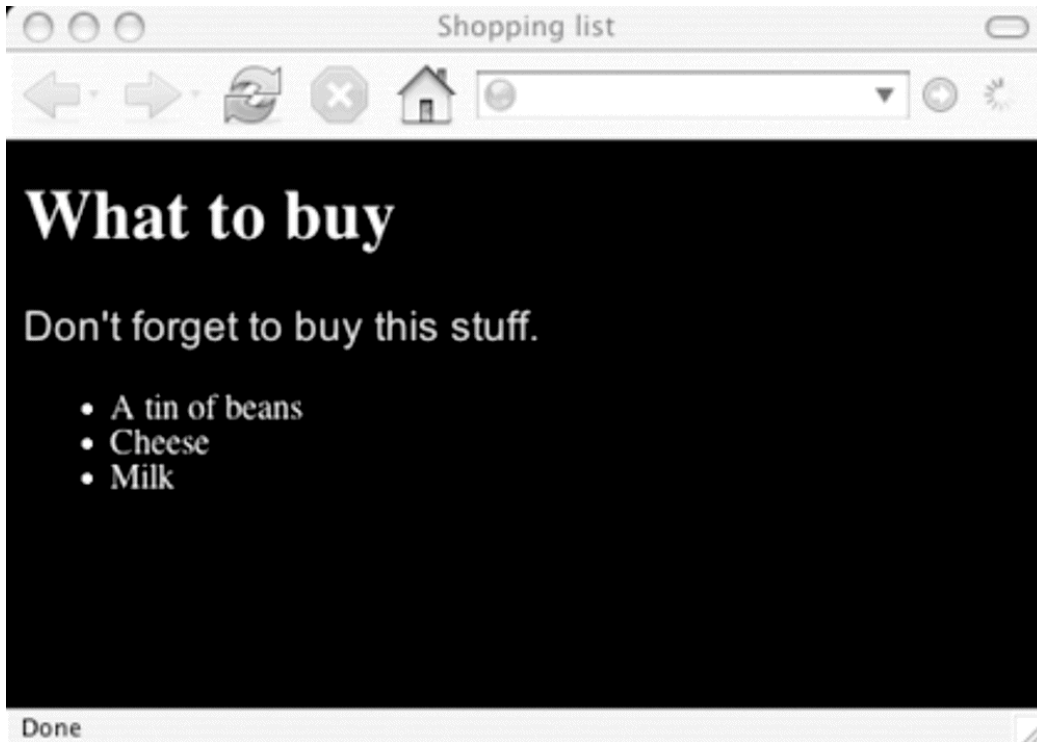 Shopping list
What to buy
Don't forget to buy this stuff.
• A tin of beans
• Cheese
• Milk
Done